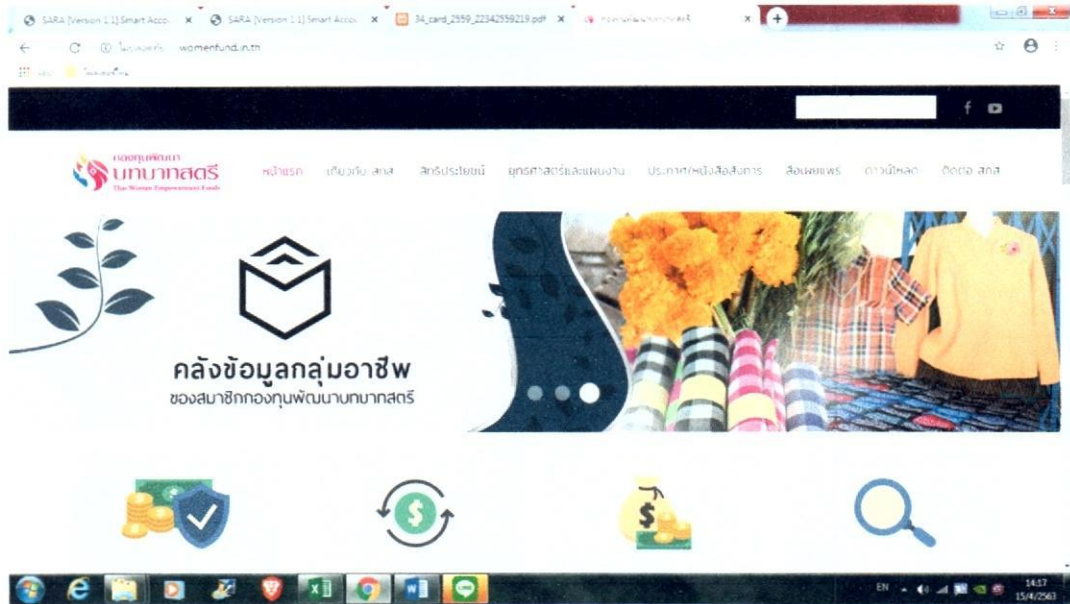 SARA [Version 1.1] Smart Accou
SARA [Version 1.1] Smart Accou
34_card_2559_22342559219.pdf
womenfund.in.th
กองทุนพัฒนา
บทบาทสตรี
Thai Women Empowerment Funds
หน้าแรก เกี่ยวกับ สกส สิทธิประโยชน์ ยุทธศาสตร์และแผนงาน ประกาศ/หนังสือสั่งการ สื่อเผยแพร่ ดาวน์โหลด ติดต่อ สกส
คลังข้อมูลกลุ่มอาชีพ
ของสมาชิกกองทุนพัฒนาบทบาทสตรี
EN
14:17
15/4/2563